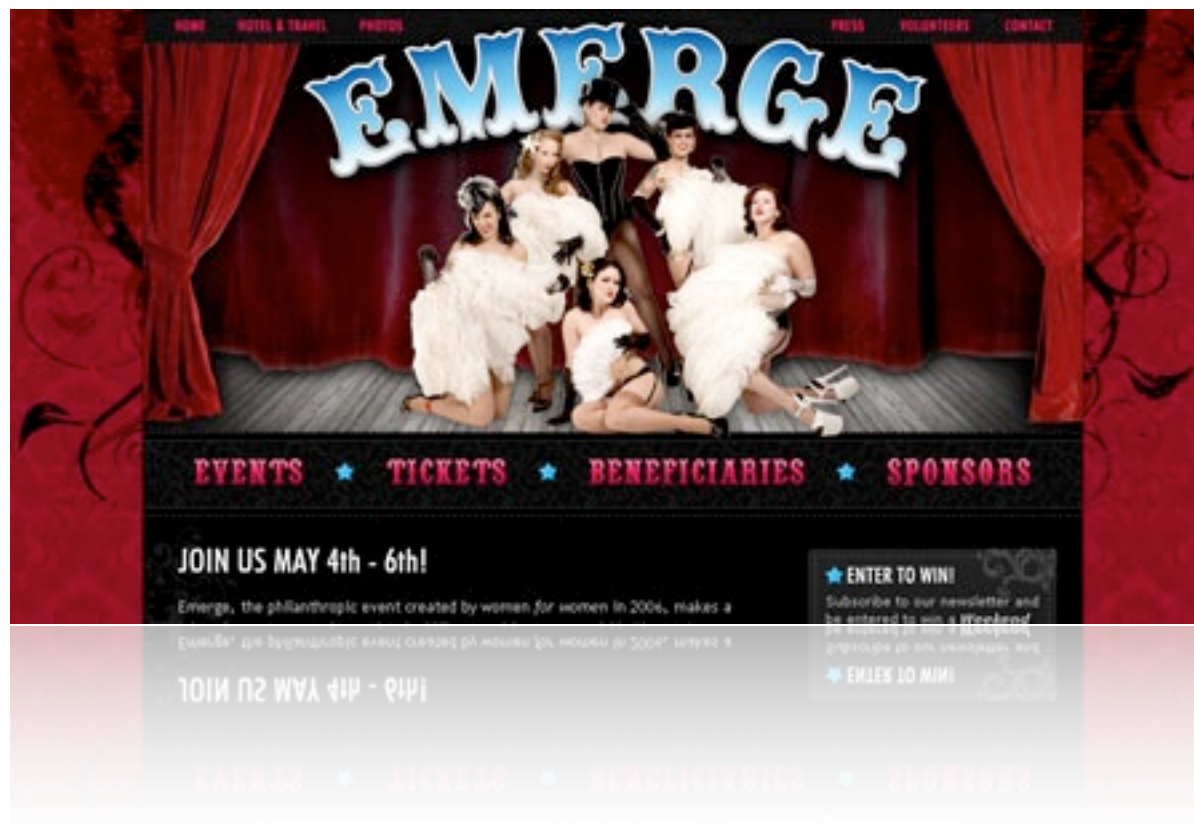 HOME HOTEL & TRAVEL PHOTOS PRESS VOLUNTEERS CONTACT
EMERGE
EVENTS TICKETS BENEFICIARIES SPONSORS
JOIN US MAY 4th - 6th!
Emerge, the philanthropic event created by women for women in 2006, makes a
ENTER TO WIN!
Subscribe to our newsletter and
be entered to win a Weekend